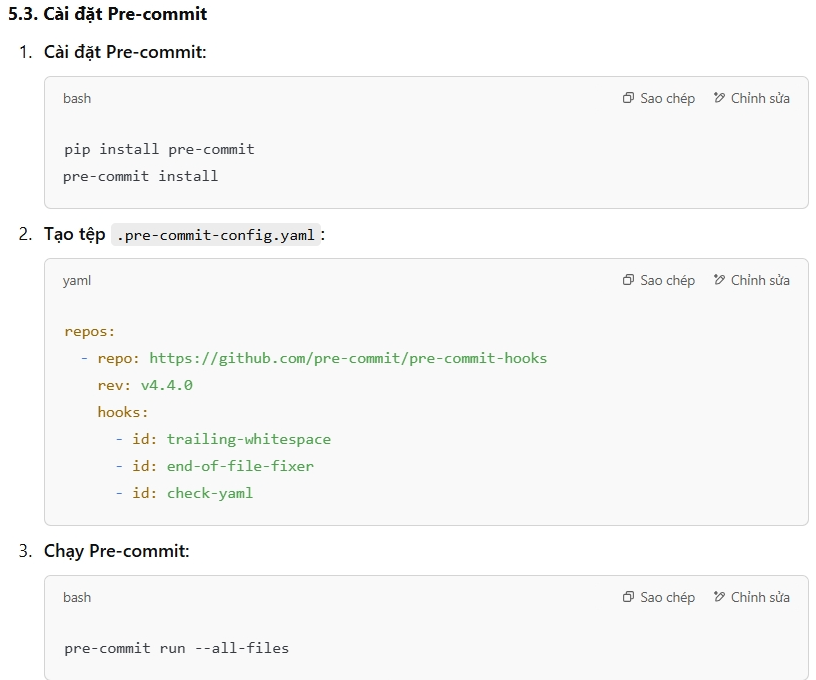 5.3. Cài đặt Pre-commit
1. Cài đặt Pre-commit:
bash Sao chép Chỉnh sửa
pip install pre-commit
pre-commit install
2. Tạo tệp .pre-commit-config.yaml:
yaml Sao chép Chỉnh sửa
repos:
  - repo: https://github.com/pre-commit/pre-commit-hooks
    rev: v4.4.0
    hooks:
      - id: trailing-whitespace
      - id: end-of-file-fixer
      - id: check-yaml
3. Chạy Pre-commit:
bash Sao chép Chỉnh sửa
pre-commit run --all-files